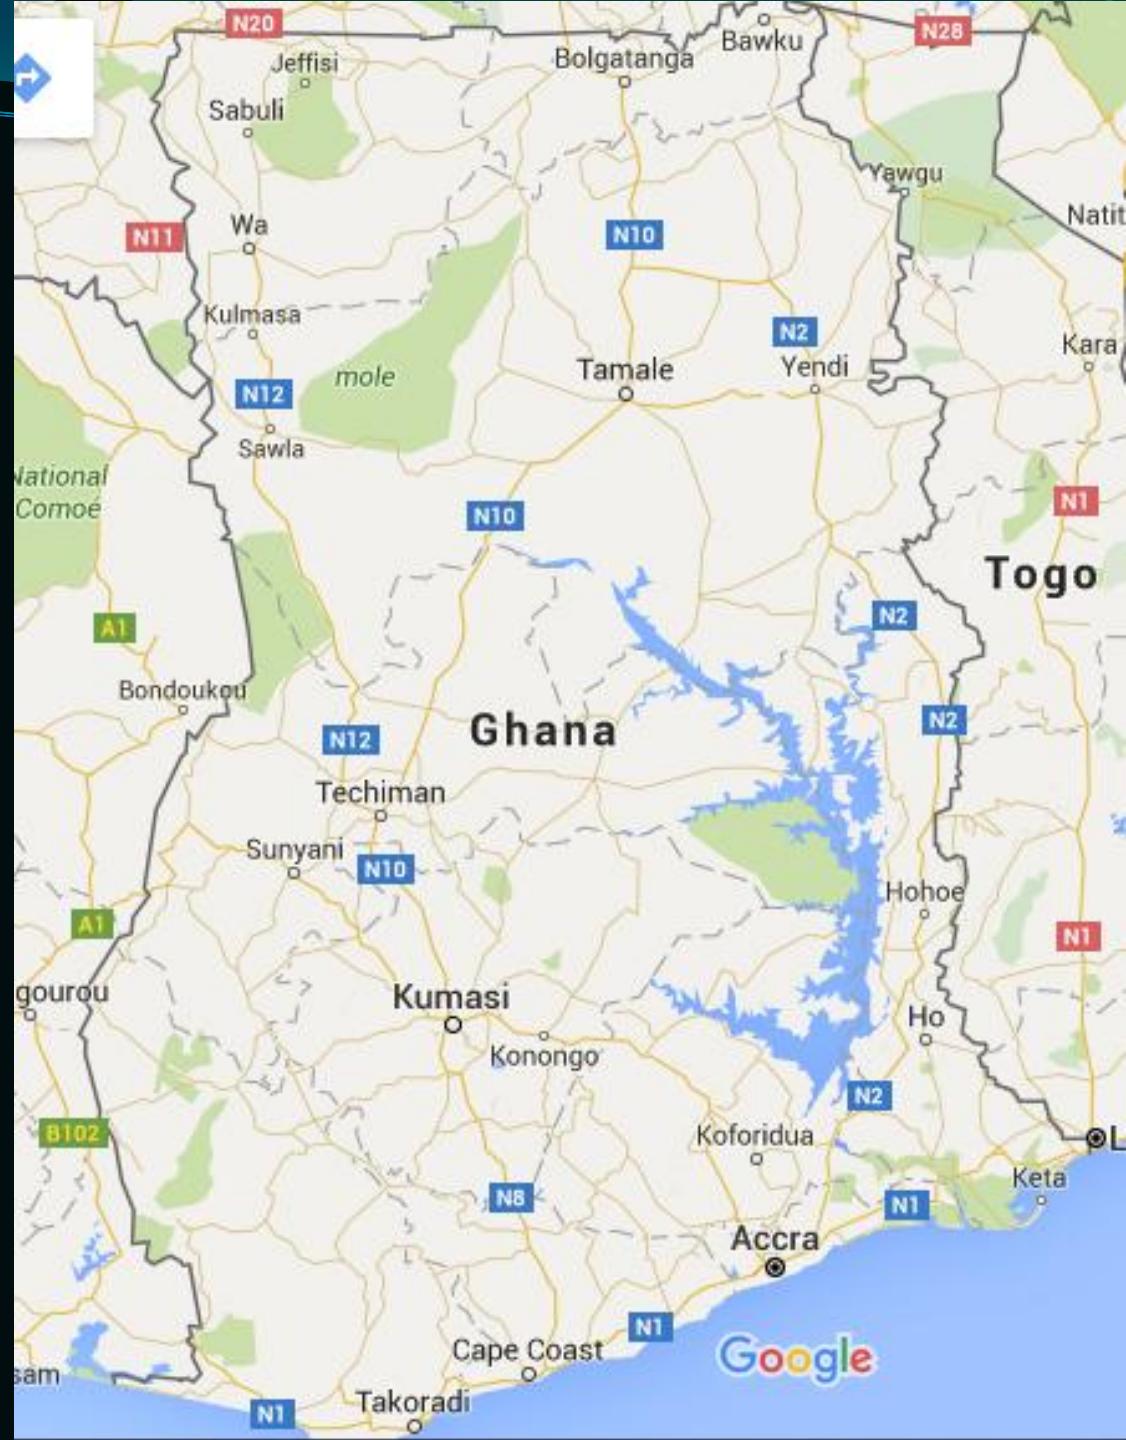 N20
Jeffisi
Bolgatanga
Bawku
N28
Sabuli
Yawgu
Natit
Wa
N11
N10
Kulmasa
N2
Kara
mole
Tamale
Yendi
N12
Sawla
National
Comoé
N10
N1
Togo
A1
N2
Bondoukou
Ghana
N2
N12
Techiman
Sunyani
N10
Hohoe
A1
N1
gourou
Kumasi
Ho
Konongo
N2
B102
Koforidua
L
Keta
N8
N1
Accra
N1
Cape Coast
Google
sam
Takoradi
N1